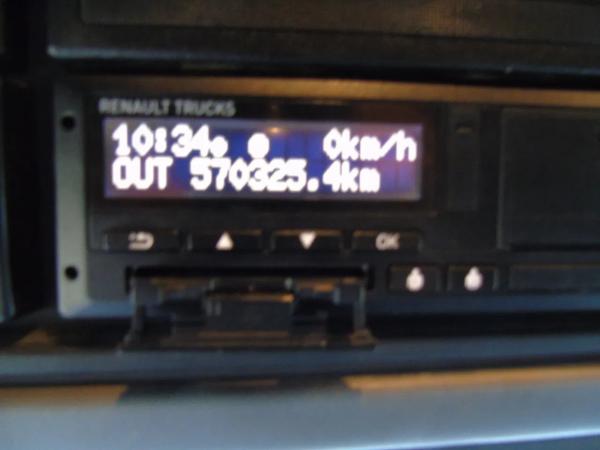 RENAULT TRUCKS
10:34● ● 0km/h
OUT 570325.4km
OK